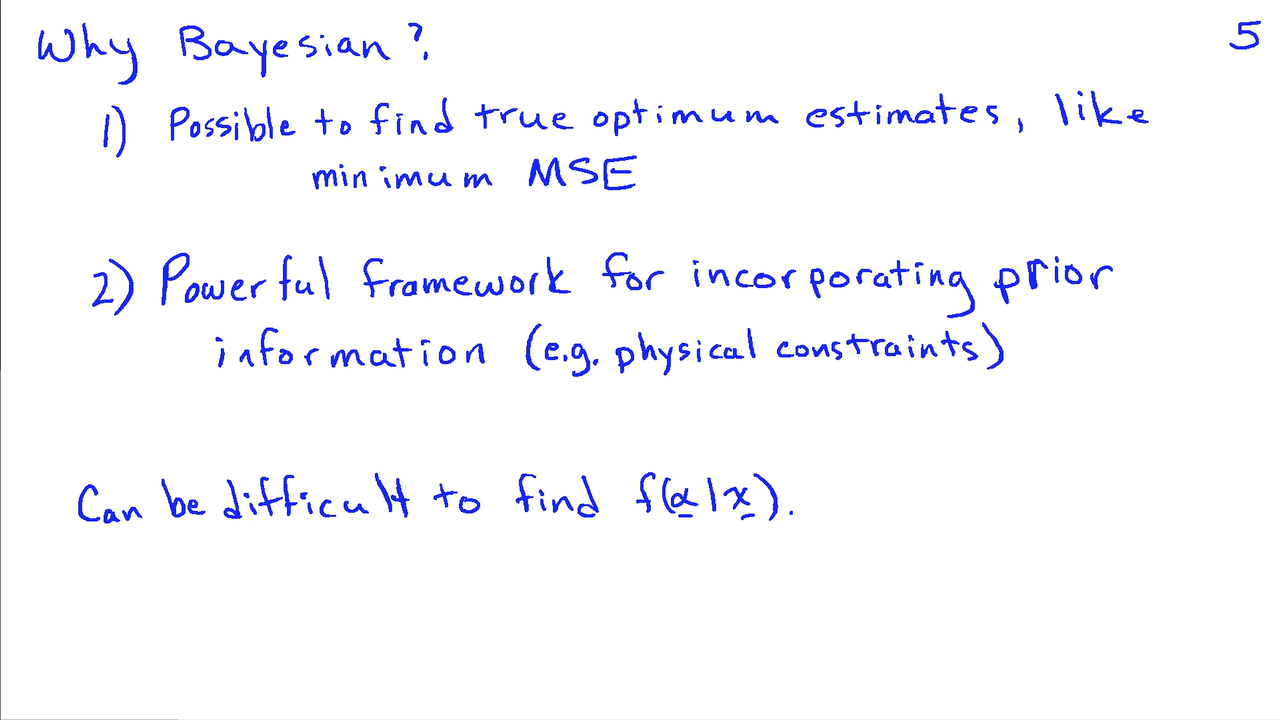 Why Bayesian? 5
1) Possible to find true optimum estimates, like
minimum MSE
2) Powerful framework for incorporating prior
information (e.g. physical constraints)
Can be difficult to find f(α̲|x̲).